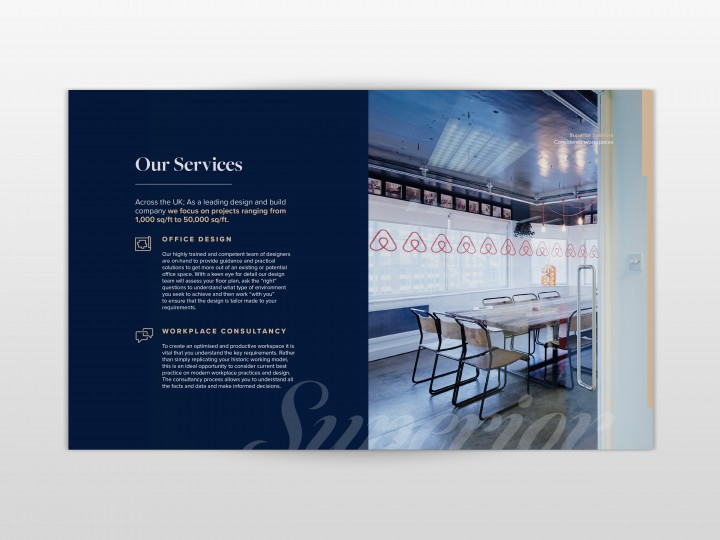 Our Services
Across the UK; As a leading design and build
company we focus on projects ranging from
1,000 sq/ft to 50,000 sq/ft.
OFFICE DESIGN
Our highly trained and competent team of designers
are on-hand to provide guidance and practical
solutions to get more out of an existing or potential
office space. With a keen eye for detail our design
team will assess your floor plan, ask the "right"
questions to understand what type of environment
you seek to achieve and then work "with you"
to ensure that the design is tailor made to your
requirements.
WORKPLACE CONSULTANCY
To create an optimised and productive workspace it is
vital that you understand the key requirements. Rather
than simply replicating your historic working model,
this is an ideal opportunity to consider current best
practice on modern workplace practices and design.
The consultancy process allows you to understand all
the facts and data and make informed decisions.
Superior
Considered workspaces
Superior